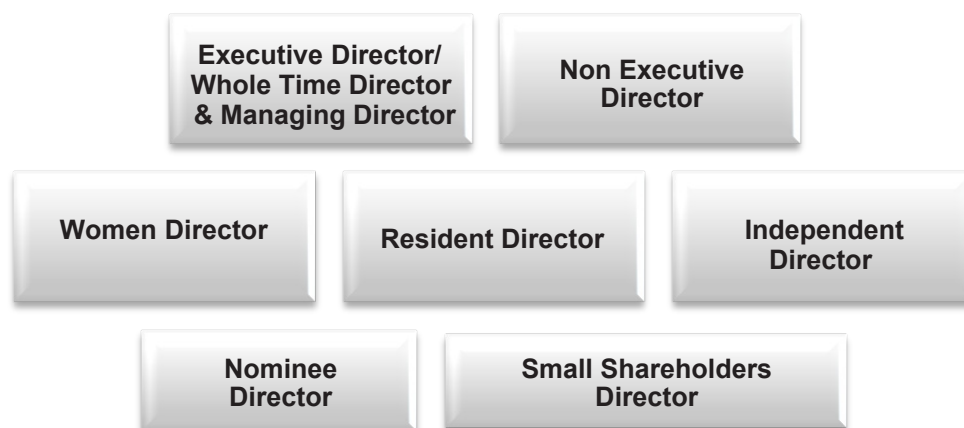 Executive Director/
Whole Time Director
& Managing Director
Non Executive
Director
Women Director
Resident Director
Independent
Director
Nominee
Director
Small Shareholders
Director